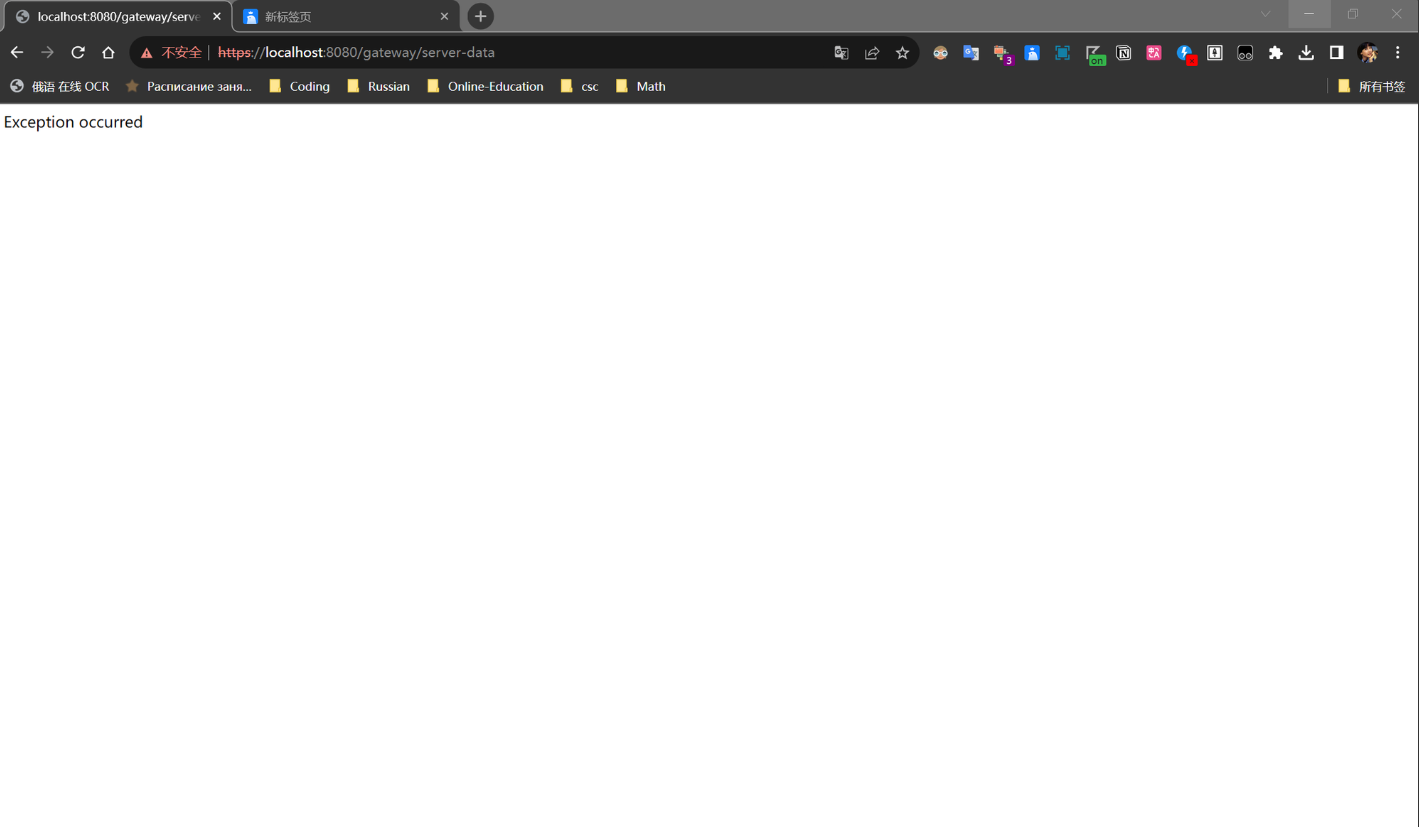 localhost:8080/gateway/serve
新标签页
不安全 https://localhost:8080/gateway/server-data
3
on
俄语 在线 OCR
Расписание заня...
Coding
Russian
Online-Education
csc
Math
所有书签
Exception occurred